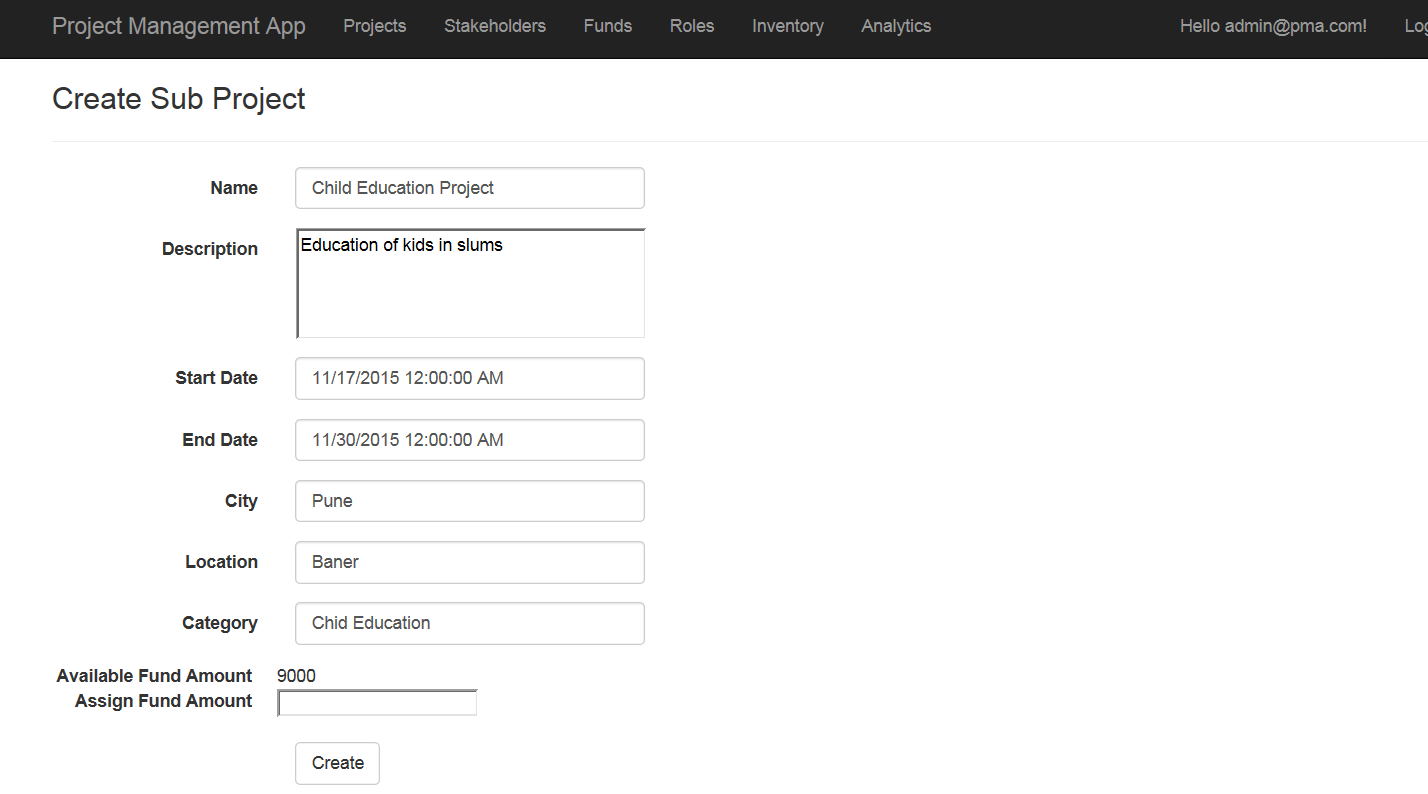 Project Management App Projects Stakeholders Funds Roles Inventory Analytics Hello admin@pma.com! Log
Create Sub Project
Name Child Education Project
Description Education of kids in slums
Start Date 11/17/2015 12:00:00 AM
End Date 11/30/2015 12:00:00 AM
City Pune
Location Baner
Category Chid Education
Available Fund Amount 9000
Assign Fund Amount
Create